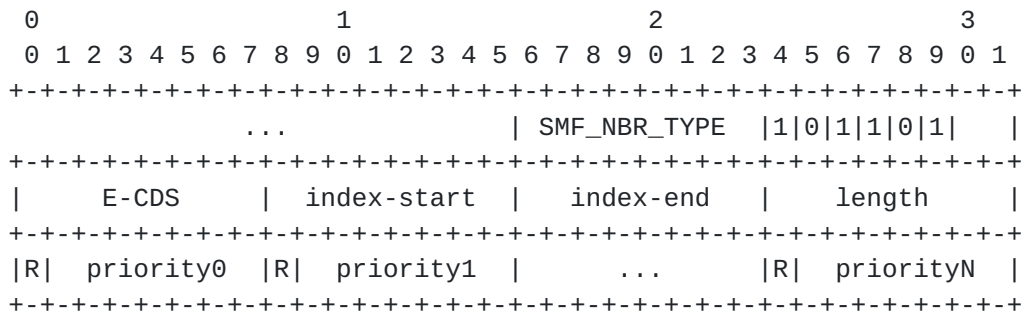 0                   1                   2                   3
 0 1 2 3 4 5 6 7 8 9 0 1 2 3 4 5 6 7 8 9 0 1 2 3 4 5 6 7 8 9 0 1
+-+-+-+-+-+-+-+-+-+-+-+-+-+-+-+-+-+-+-+-+-+-+-+-+-+-+-+-+-+-+-+-+
               ...              | SMF_NBR_TYPE  |1|0|1|1|0|1|   |
+-+-+-+-+-+-+-+-+-+-+-+-+-+-+-+-+-+-+-+-+-+-+-+-+-+-+-+-+-+-+-+-+
|     E-CDS     |  index-start  |   index-end   |    length     |
+-+-+-+-+-+-+-+-+-+-+-+-+-+-+-+-+-+-+-+-+-+-+-+-+-+-+-+-+-+-+-+-+
|R|  priority0  |R|  priority1  |      ...      |R|  priorityN  |
+-+-+-+-+-+-+-+-+-+-+-+-+-+-+-+-+-+-+-+-+-+-+-+-+-+-+-+-+-+-+-+-+